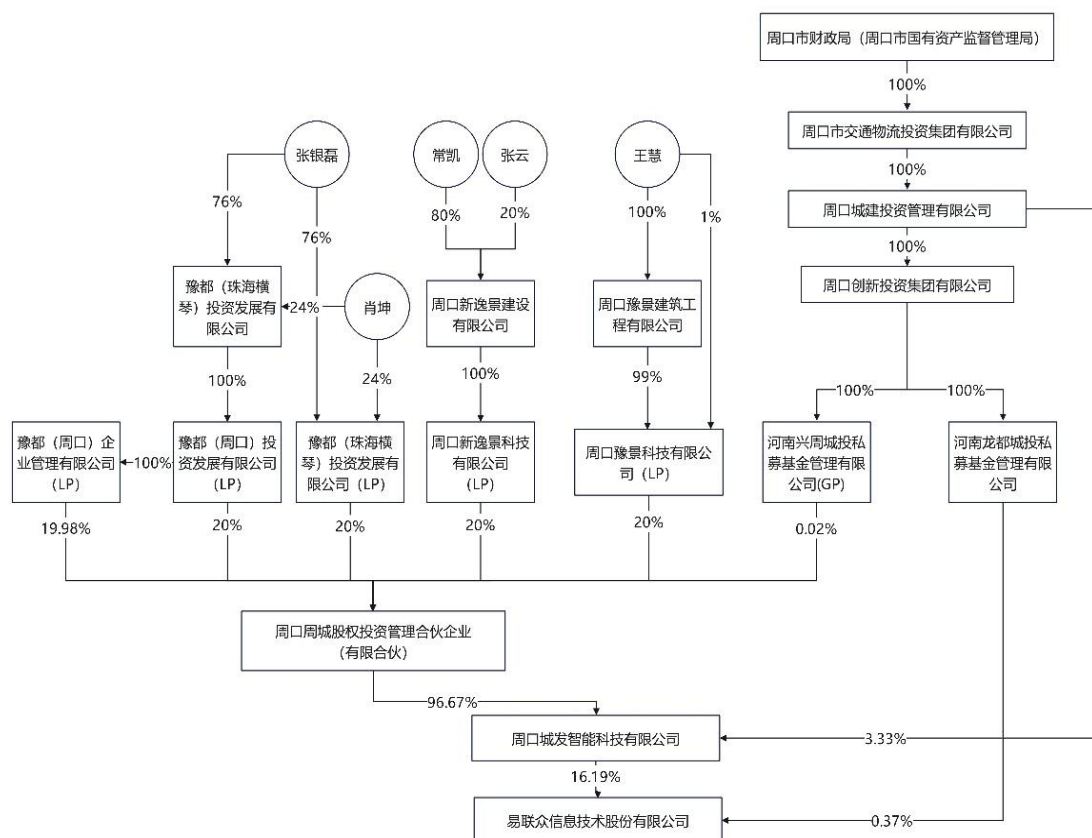 周口市财政局（周口市国有资产监督管理局）
100%
周口市交通物流投资集团有限公司
100%
周口城建投资管理有限公司
100%
周口创新投资集团有限公司
张银磊
常凯
张云
王慧
76%
76%
80%
20%
100%
1%
豫都（珠海横
琴）投资发展有
限公司
24%
肖坤
周口新逸景建设
有限公司
周口豫景建筑工
程有限公司
100%
24%
100%
99%
100%
100%
豫都（周口）企
业管理有限公司
（LP）
100%
豫都（周口）投
资发展有限公司
（LP）
豫都（珠海横
琴）投资发展有
限公司（LP）
周口新逸景科技
有限公司
（LP）
周口豫景科技有限公
司（LP）
河南兴周城投私
募基金管理有限
公司(GP)
河南龙都城投私
募基金管理有限
公司
19.98%
20%
20%
20%
20%
0.02%
周口周城股权投资管理合伙企业
（有限合伙）
96.67%
周口城发智能科技有限公司
3.33%
16.19%
易联众信息技术股份有限公司
0.37%